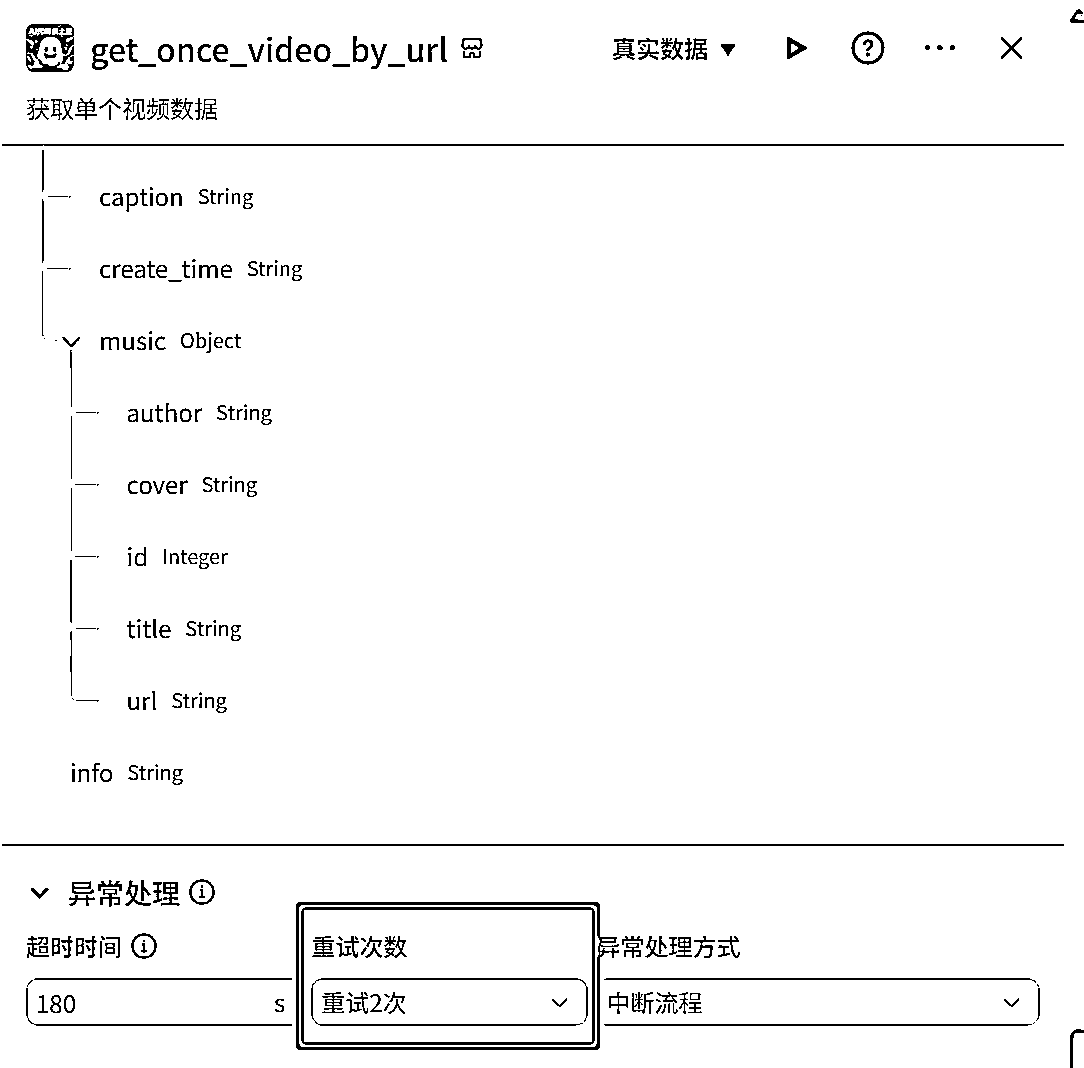 get_once_video_by_url 真实数据
获取单个视频数据
caption String
create_time String
music Object
author String
cover String
id Integer
title String
url String
info String
异常处理
超时时间 重试次数 异常处理方式
180 s 重试2次 中断流程